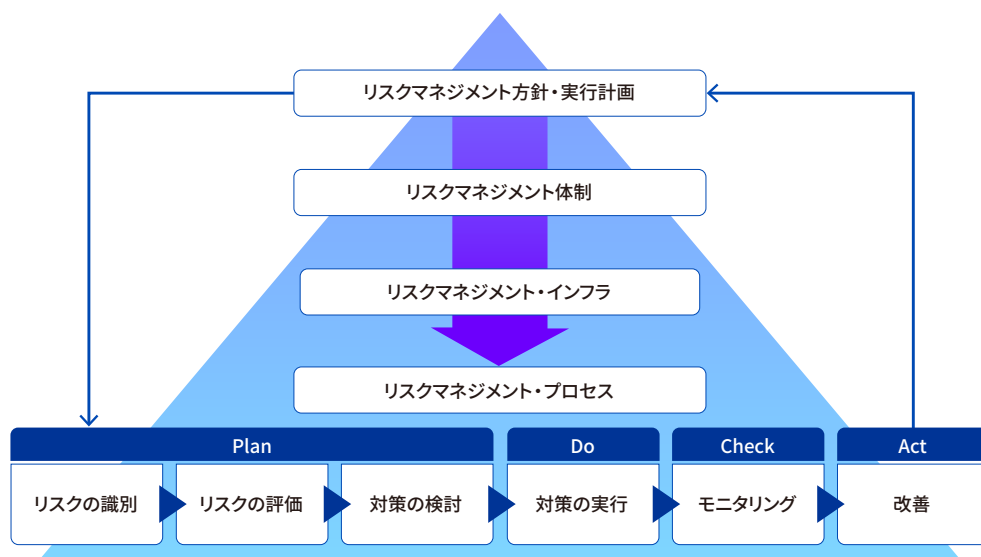 リスクマネジメント方針・実行計画
リスクマネジメント体制
リスクマネジメント・インフラ
リスクマネジメント・プロセス
Plan
Do
Check
Act
リスクの識別
リスクの評価
対策の検討
対策の実行
モニタリング
改善